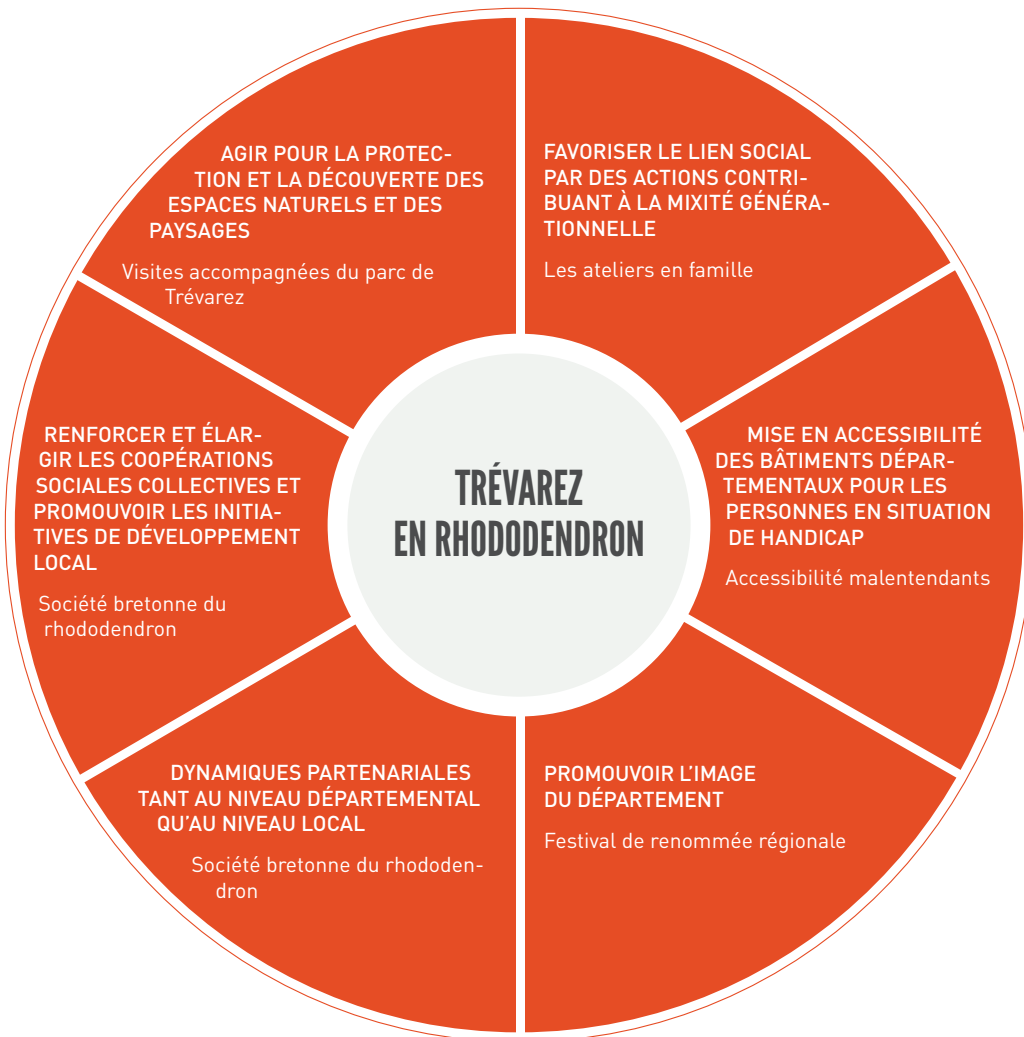 AGIR POUR LA PROTEC-
TION ET LA DÉCOUVERTE DES
ESPACES NATURELS ET DES
PAYSAGES
Visites accompagnées du parc de
Trévarez
FAVORISER LE LIEN SOCIAL
PAR DES ACTIONS CONTRI-
BUANT À LA MIXITÉ GÉNÉRA-
TIONNELLE
Les ateliers en famille
RENFORCER ET ÉLAR-
GIR LES COOPÉRATIONS
SOCIALES COLLECTIVES ET
PROMOUVOIR LES INITIA-
TIVES DE DÉVELOPPEMENT
LOCAL
Société bretonne du
rhododendron
TRÉVAREZ
EN RHODODENDRON
MISE EN ACCESSIBILITÉ
DES BÂTIMENTS DÉPAR-
TEMENTAUX POUR LES
PERSONNES EN SITUATION
DE HANDICAP
Accessibilité malentendants
DYNAMIQUES PARTENARIALES
TANT AU NIVEAU DÉPARTEMENTAL
QU’AU NIVEAU LOCAL
Société bretonne du rhododen-
dron
PROMOUVOIR L’IMAGE
DU DÉPARTEMENT
Festival de renommée régionale